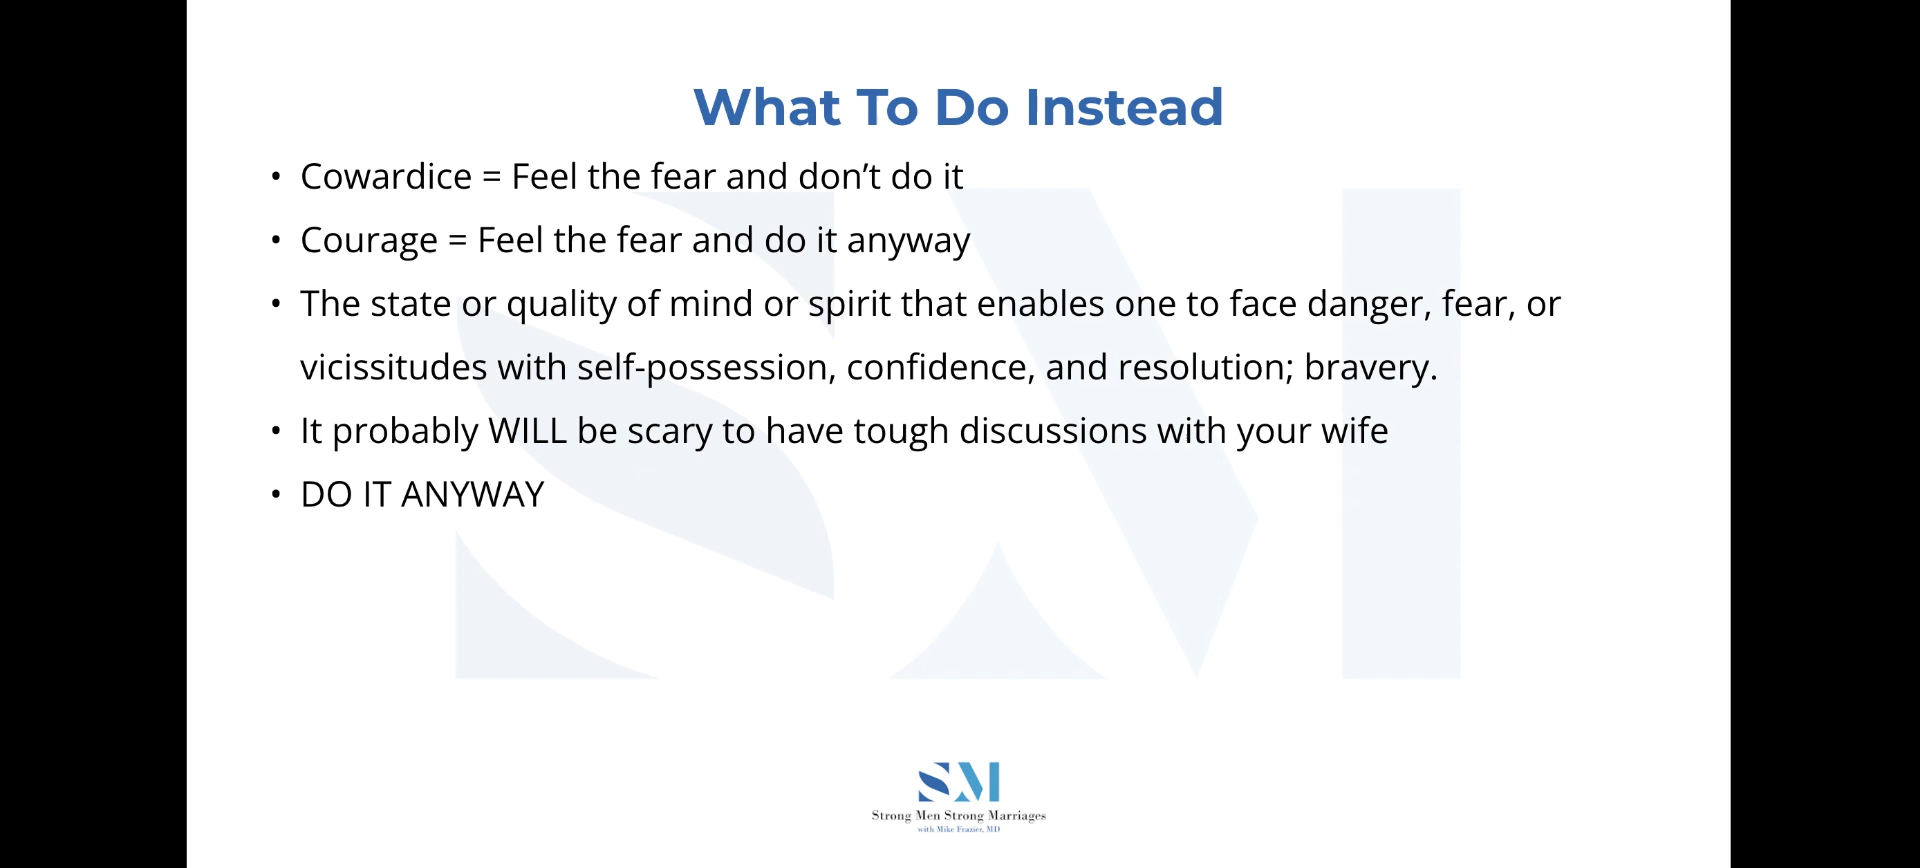 What To Do Instead
• Cowardice = Feel the fear and don’t do it
• Courage = Feel the fear and do it anyway
• The state or quality of mind or spirit that enables one to face danger, fear, or
vicissitudes with self-possession, confidence, and resolution; bravery.
• It probably WILL be scary to have tough discussions with your wife
• DO IT ANYWAY
SM
Strong Men Strong Marriages
with Mike Frazier, MD